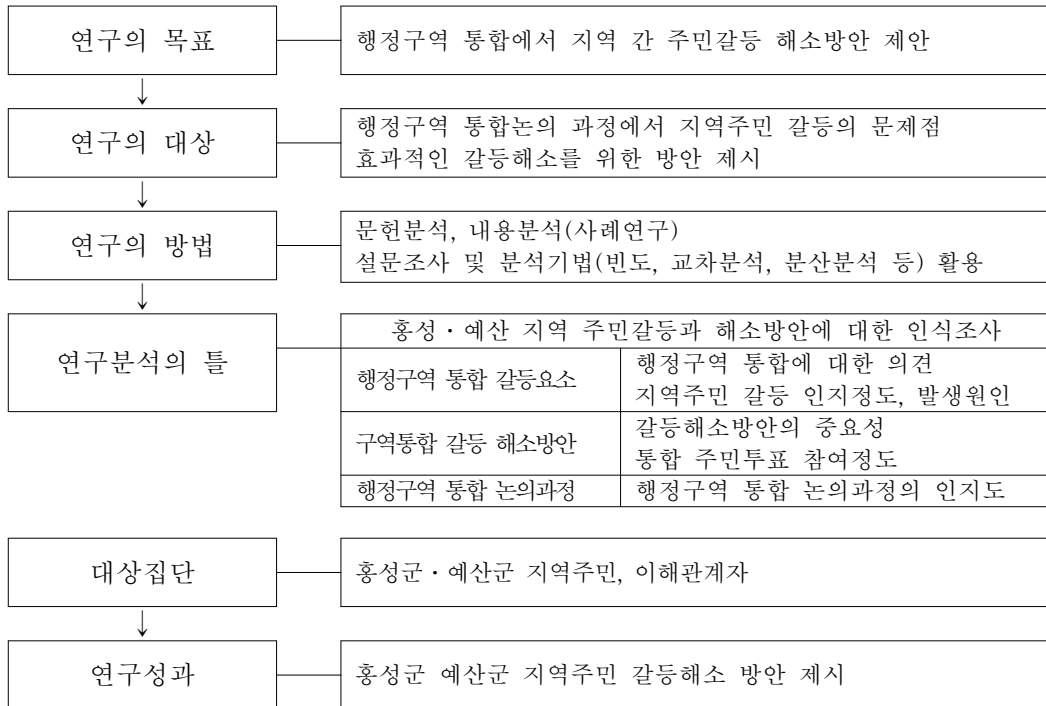 연구의 목표
행정구역 통합에서 지역 간 주민갈등 해소방안 제안
↓
연구의 대상
행정구역 통합논의 과정에서 지역주민 갈등의 문제점
효과적인 갈등해소를 위한 방안 제시
↓
연구의 방법
문헌분석, 내용분석(사례연구)
설문조사 및 분석기법(빈도, 교차분석, 분산분석 등) 활용
↓
연구분석의 틀
홍성・예산 지역 주민갈등과 해소방안에 대한 인식조사
행정구역 통합 갈등요소
행정구역 통합에 대한 의견
지역주민 갈등 인지정도, 발생원인
구역통합 갈등 해소방안
갈등해소방안의 중요성
통합 주민투표 참여정도
행정구역 통합 논의과정
행정구역 통합 논의과정의 인지도
대상집단
홍성군・예산군 지역주민, 이해관계자
↓
연구성과
홍성군 예산군 지역주민 갈등해소 방안 제시